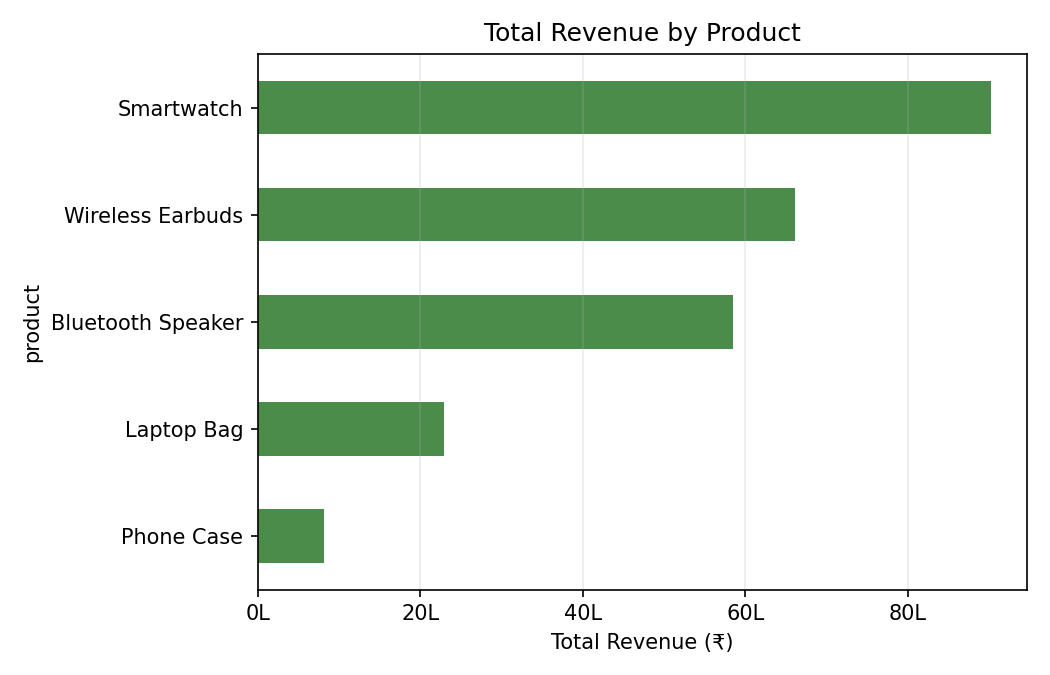 Total Revenue by Product
Smartwatch
Wireless Earbuds
Bluetooth Speaker
Laptop Bag
Phone Case
product
0L 20L 40L 60L 80L
Total Revenue (₹)